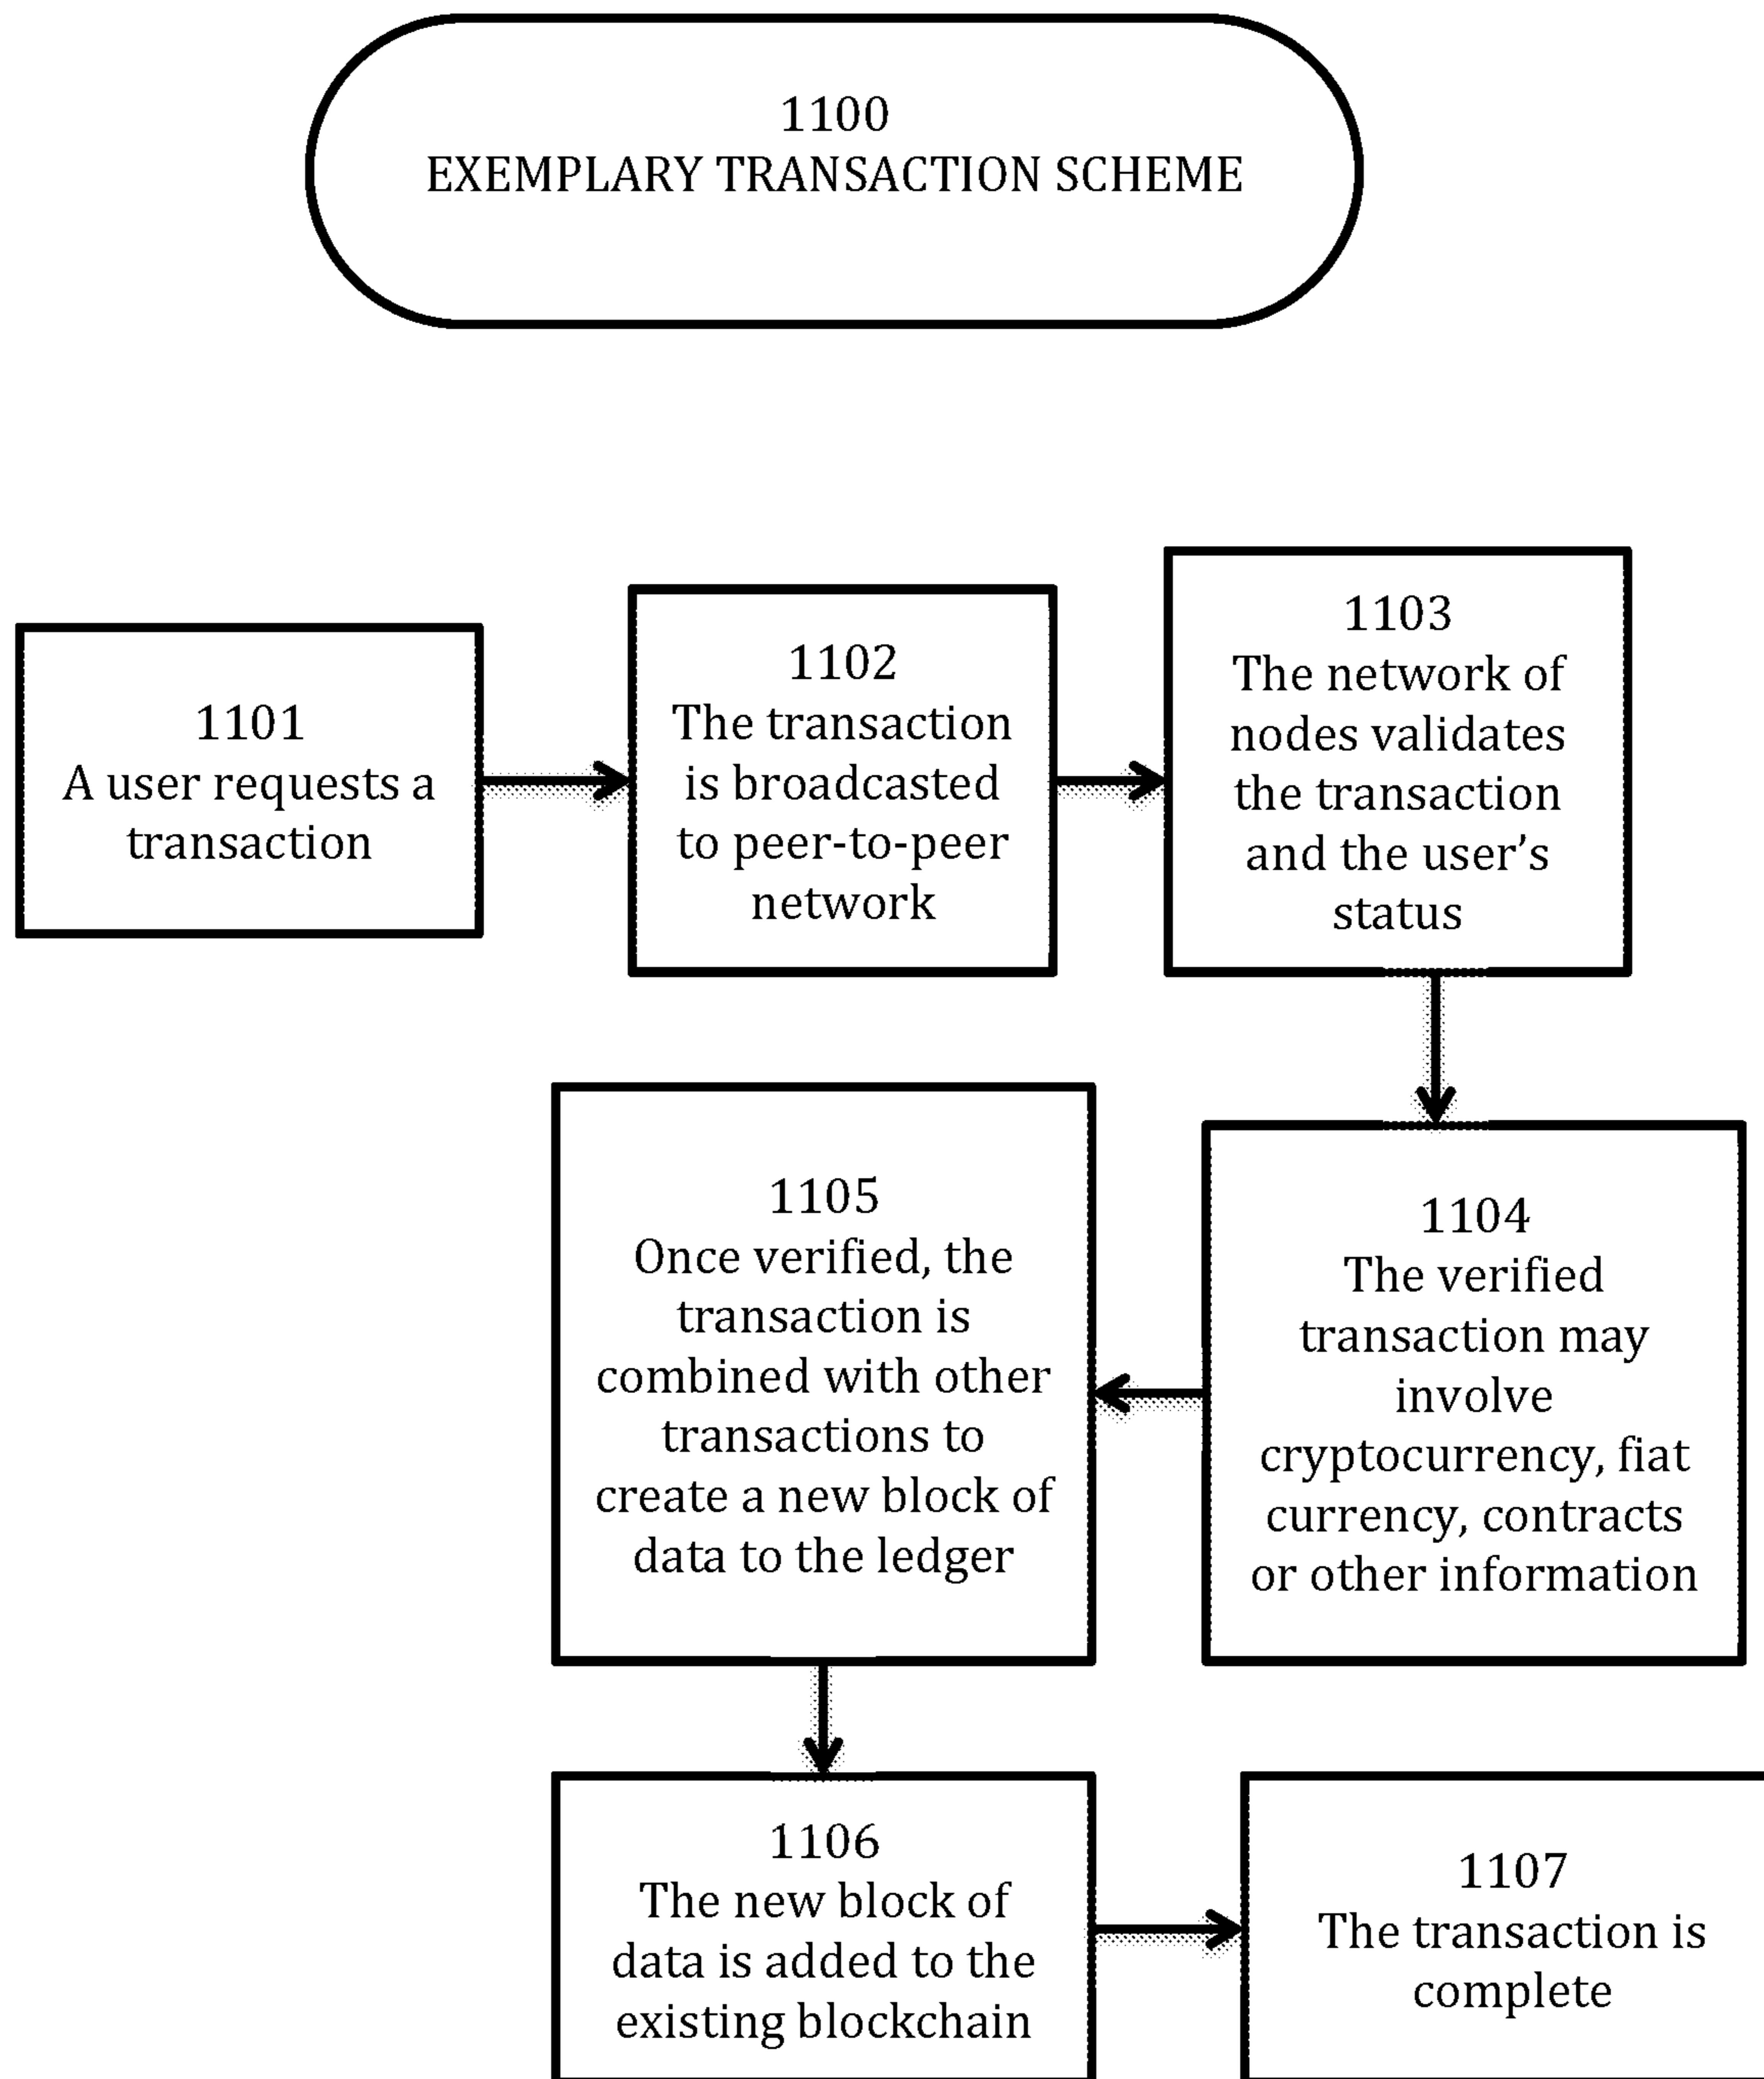 1100
EXEMPLARY TRANSACTION SCHEME
1101
A user requests a
transaction
1102
The transaction
is broadcasted
to peer-to-peer
network
1103
The network of
nodes validates
the transaction
and the user’s
status
1104
The verified
transaction may
involve
cryptocurrency, fiat
currency, contracts
or other information
1105
Once verified, the
transaction is
combined with other
transactions to
create a new block of
data to the ledger
1106
The new block of
data is added to the
existing blockchain
1107
The transaction is
complete